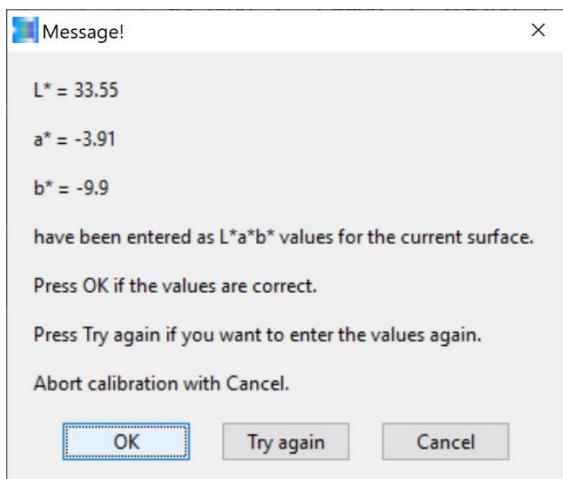 Message!
L* = 33.55
a* = -3.91
b* = -9.9
have been entered as L*a*b* values for the current surface.
Press OK if the values are correct.
Press Try again if you want to enter the values again.
Abort calibration with Cancel.
OK Try again Cancel